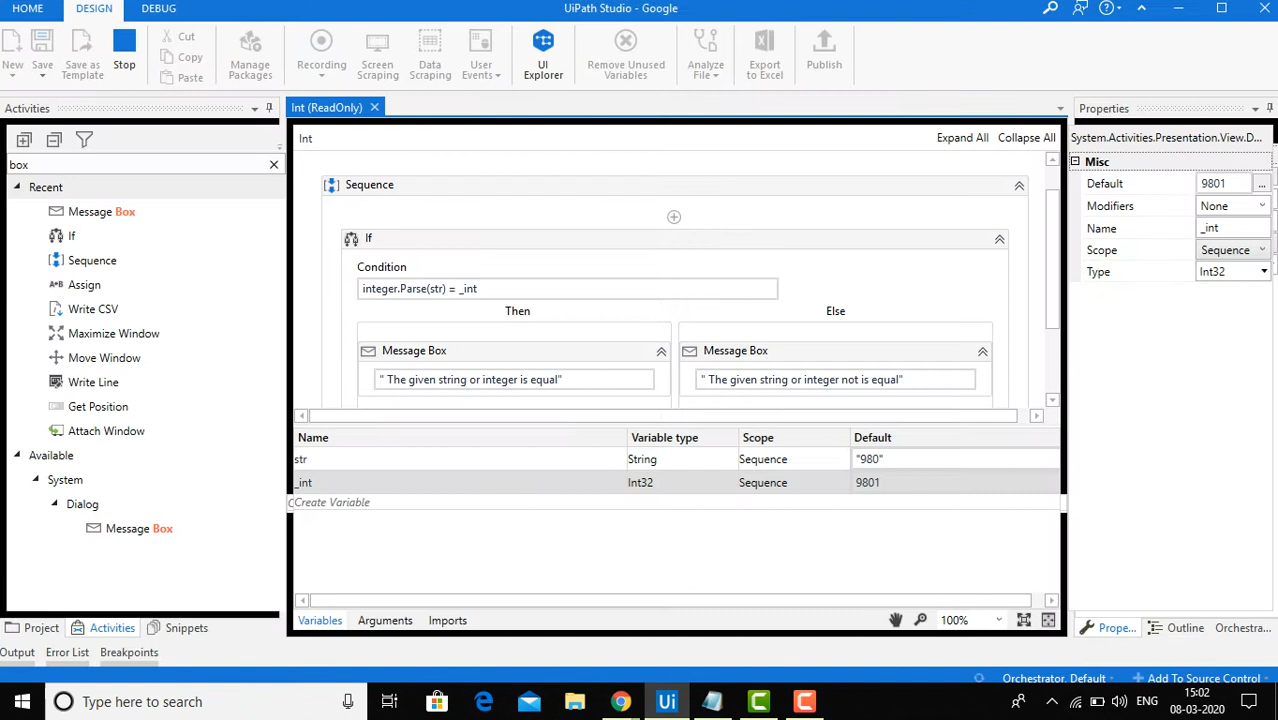 HOME DESIGN DEBUG UiPath Studio - Google
New Save Save as Template Stop Cut Copy Paste Manage Packages Recording Screen Scraping Data Scraping User Events UI Explorer Remove Unused Variables Analyze File Export to Excel Publish
Activities
Int (ReadOnly)
Properties
Int Expand All Collapse All
System.Activities.Presentation.View.D...
box
Misc
Recent
Sequence
Default 9801 ...
Message Box
Modifiers None
If
Name _int
If
Scope Sequence
Sequence
Condition
Type Int32
Assign
integer.Parse(str) = _int
Write CSV
Then Else
Maximize Window
Message Box Message Box
Move Window
" The given string or integer is equal" " The given string or integer not is equal"
Write Line
Get Position
Attach Window
Name Variable type Scope Default
Available
str String Sequence "980"
System
_int Int32 Sequence 9801
Dialog
Create Variable
Message Box
Variables Arguments Imports 100%
Project Activities Snippets
Prope... Outline Orchestra...
Output Error List Breakpoints
Orchestrator. Default Add To Source Control
Type here to search
Ui
ENG
15:02
08-03-2020